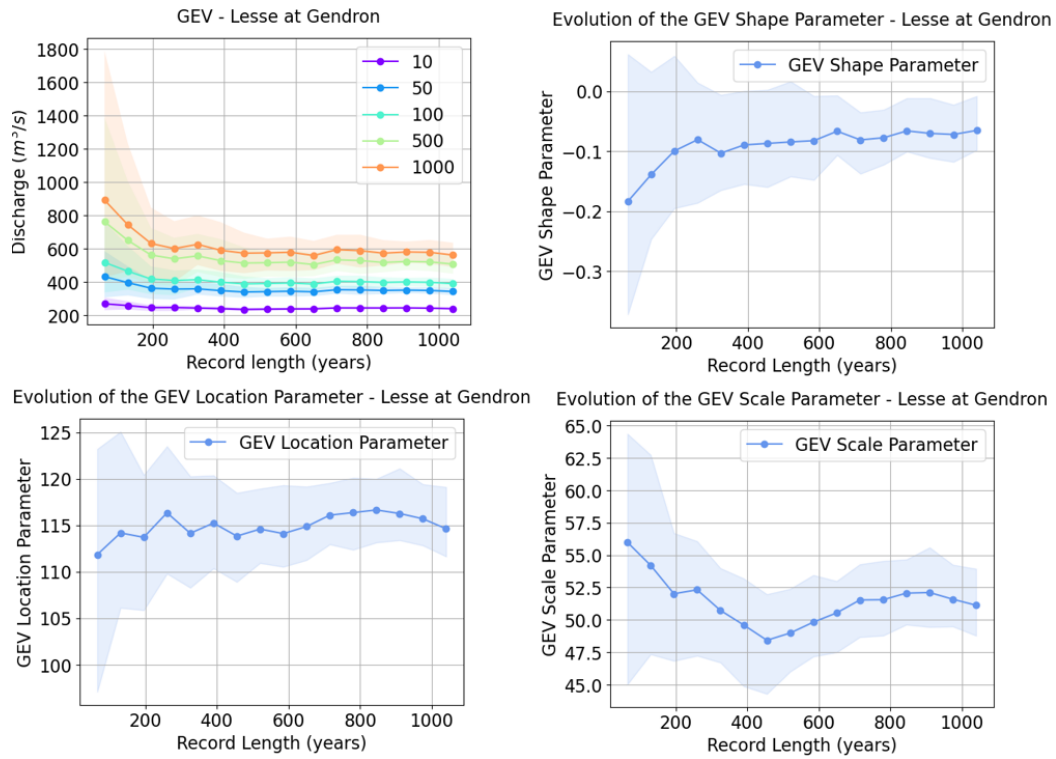 GEV - Lesse at Gendron
Discharge (m³/s)
1800
1600
1400
1200
1000
800
600
400
200
10
50
100
500
1000
200 400 600 800 1000
Record length (years)
Evolution of the GEV Shape Parameter - Lesse at Gendron
GEV Shape Parameter
0.0
−0.1
−0.2
−0.3
GEV Shape Parameter
200 400 600 800 1000
Record Length (years)
Evolution of the GEV Location Parameter - Lesse at Gendron
GEV Location Parameter
125
120
115
110
105
100
GEV Location Parameter
200 400 600 800 1000
Record Length (years)
Evolution of the GEV Scale Parameter - Lesse at Gendron
GEV Scale Parameter
65.0
62.5
60.0
57.5
55.0
52.5
50.0
47.5
45.0
GEV Scale Parameter
200 400 600 800 1000
Record Length (years)